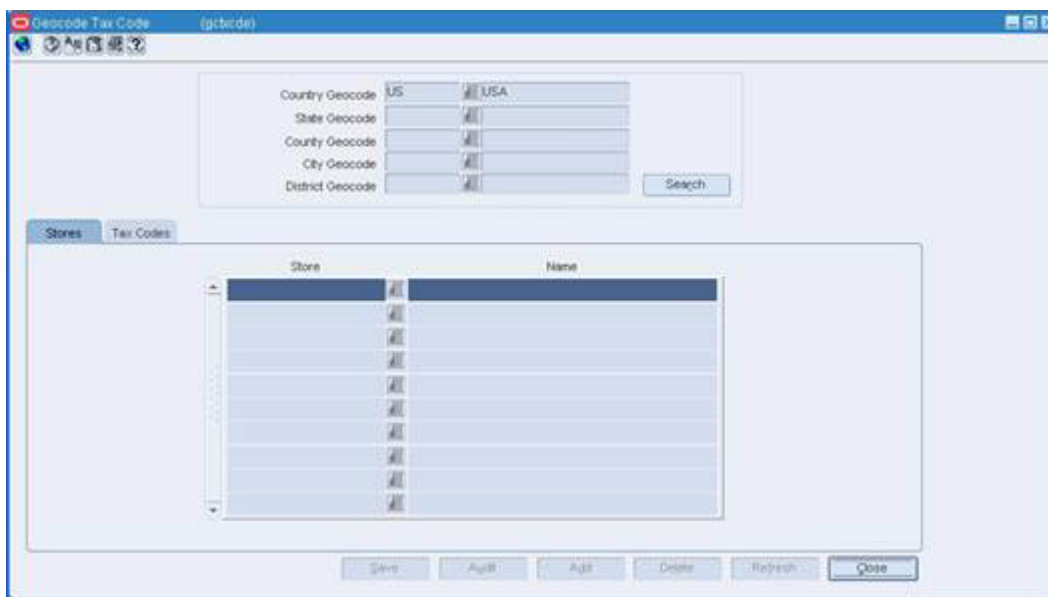 Geocode Tax Code (gctxcde)
Country Geocode US USA
State Geocode
County Geocode
City Geocode
District Geocode Search
Stores Tax Codes
Store Name
Save Audit Add Delete Refresh Close